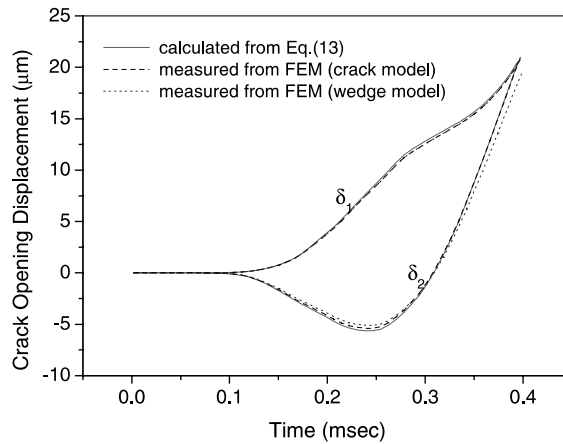 25
20
15
10
5
0
-5
-10
Crack Opening Displacement (μm)
calculated from Eq.(13)
measured from FEM (crack model)
measured from FEM (wedge model)
δ1
δ2
0.0 0.1 0.2 0.3 0.4
Time (msec)